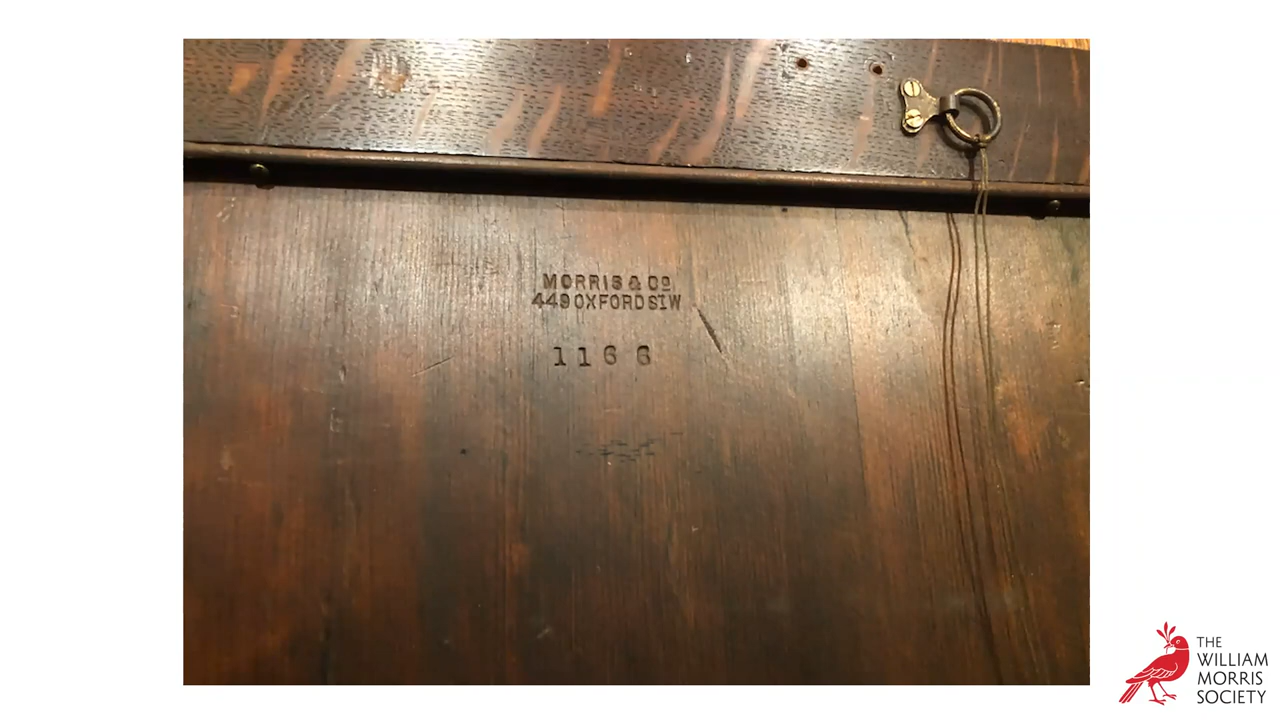 MORRIS & Cº
449 OXFORD ST W
1166
THE
WILLIAM
MORRIS
SOCIETY